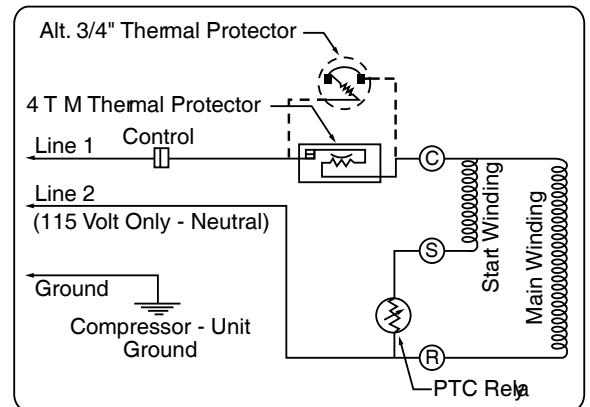 Alt. 3/4" Thermal Protector
4 T M Thermal Protector
Line 1
Control
Line 2
(115 Volt Only - Neutral)
Ground
Compressor - Unit
Ground
C
S
R
Start Winding
Main Winding
PTC Relay